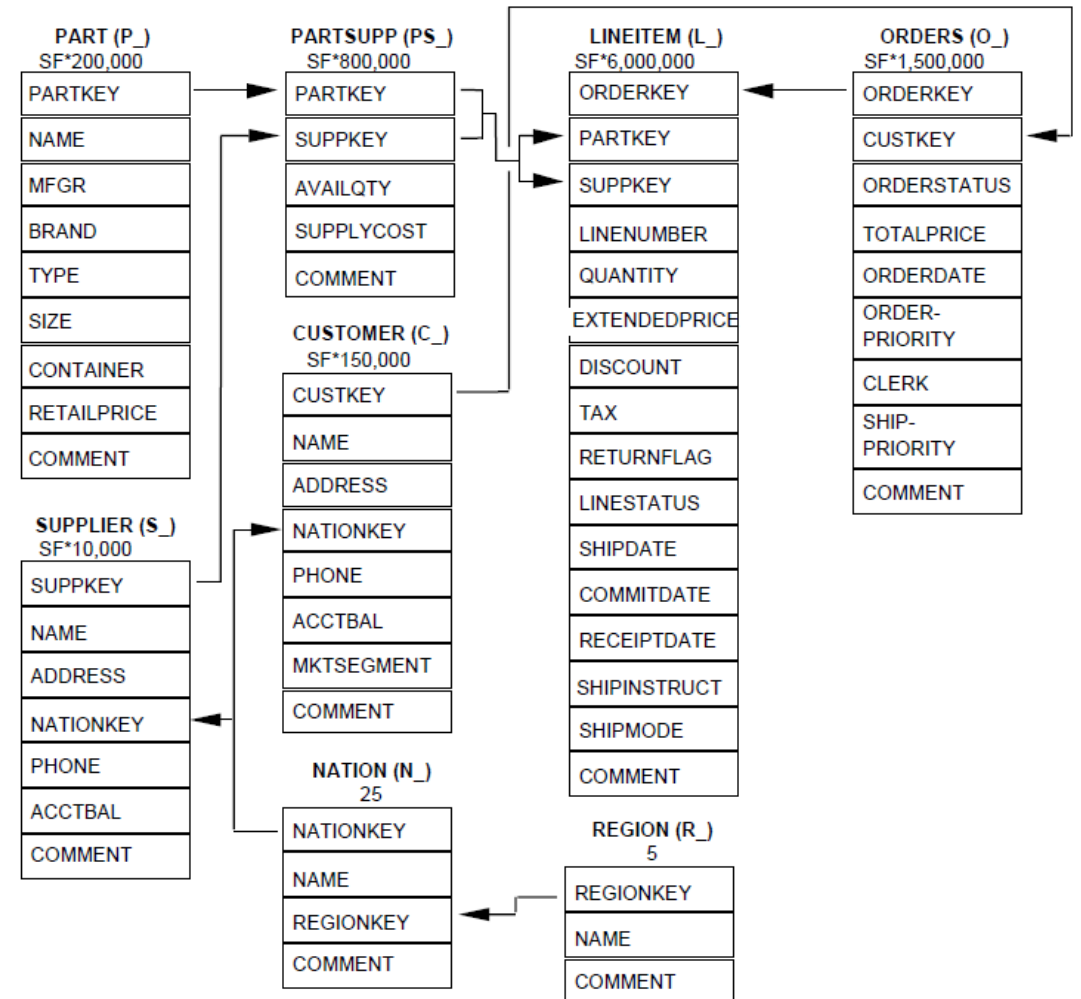 PART (P_)
SF*200,000
PARTKEY
NAME
MFGR
BRAND
TYPE
SIZE
CONTAINER
RETAILPRICE
COMMENT
SUPPLIER (S_)
SF*10,000
SUPPKEY
NAME
ADDRESS
NATIONKEY
PHONE
ACCTBAL
COMMENT
PARTSUPP (PS_)
SF*800,000
PARTKEY
SUPPKEY
AVAILQTY
SUPPLYCOST
COMMENT
CUSTOMER (C_)
SF*150,000
CUSTKEY
NAME
ADDRESS
NATIONKEY
PHONE
ACCTBAL
MKTSEGMENT
COMMENT
NATION (N_)
25
NATIONKEY
NAME
REGIONKEY
COMMENT
LINEITEM (L_)
SF*6,000,000
ORDERKEY
PARTKEY
SUPPKEY
LINENUMBER
QUANTITY
EXTENDEDPRICE
DISCOUNT
TAX
RETURNFLAG
LINESTATUS
SHIPDATE
COMMITDATE
RECEIPTDATE
SHIPINSTRUCT
SHIPMODE
COMMENT
REGION (R_)
5
REGIONKEY
NAME
COMMENT
ORDERS (O_)
SF*1,500,000
ORDERKEY
CUSTKEY
ORDERSTATUS
TOTALPRICE
ORDERDATE
ORDER-
PRIORITY
CLERK
SHIP-
PRIORITY
COMMENT